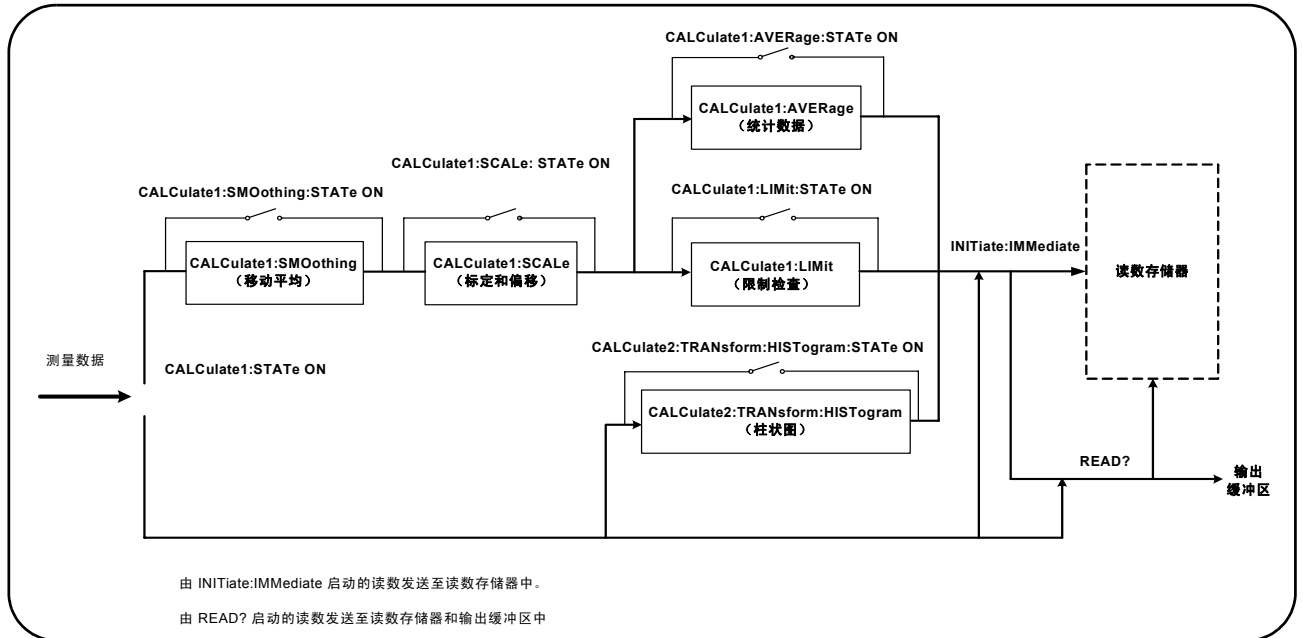 CALCulate1:AVERage:STATe ON
CALCulate1:AVERage
（统计数据）
CALCulate1:SCALe: STATe ON
CALCulate1:SMOothing:STATe ON
CALCulate1:LIMit:STATe ON
CALCulate1:SMOothing
（移动平均）
CALCulate1:SCALe
（标定和偏移）
CALCulate1:LIMit
（限制检查）
INITiate:IMMediate
读数存储器
测量数据
CALCulate1:STATe ON
CALCulate2:TRANsform:HISTogram:STATe ON
CALCulate2:TRANsform:HISTogram
（柱状图）
READ?
输出
缓冲区
由 INITiate:IMMediate 启动的读数发送至读数存储器中。
由 READ? 启动的读数发送至读数存储器和输出缓冲区中